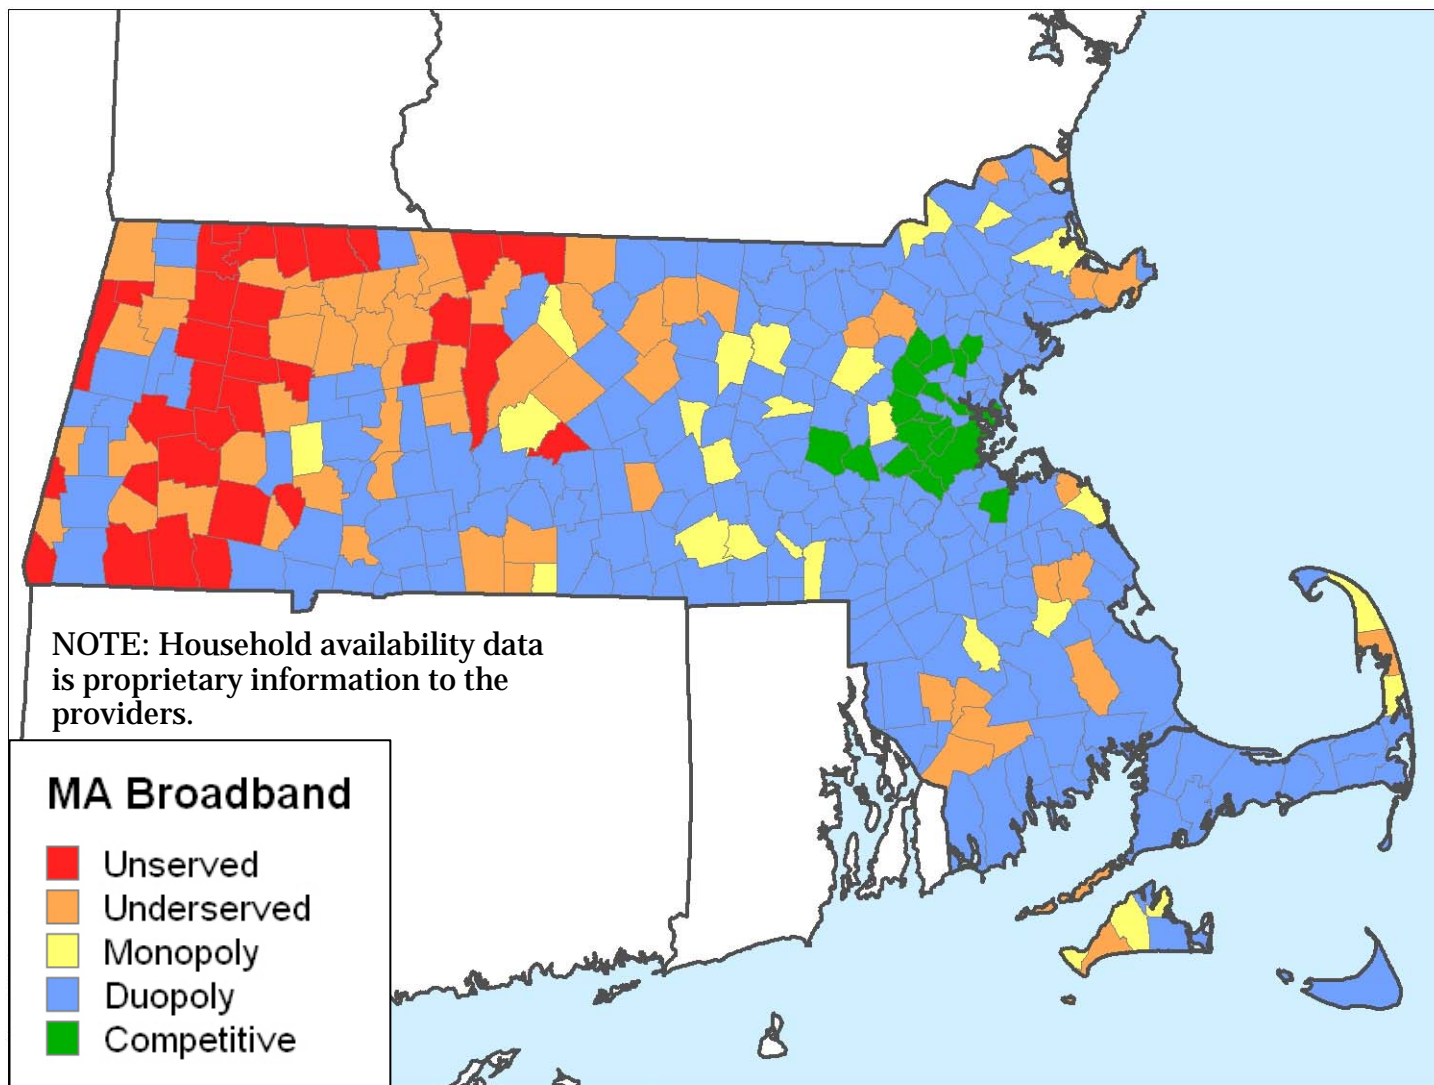 NOTE: Household availability data
is proprietary information to the
providers.
MA Broadband
Unserved
Underserved
Monopoly
Duopoly
Competitive